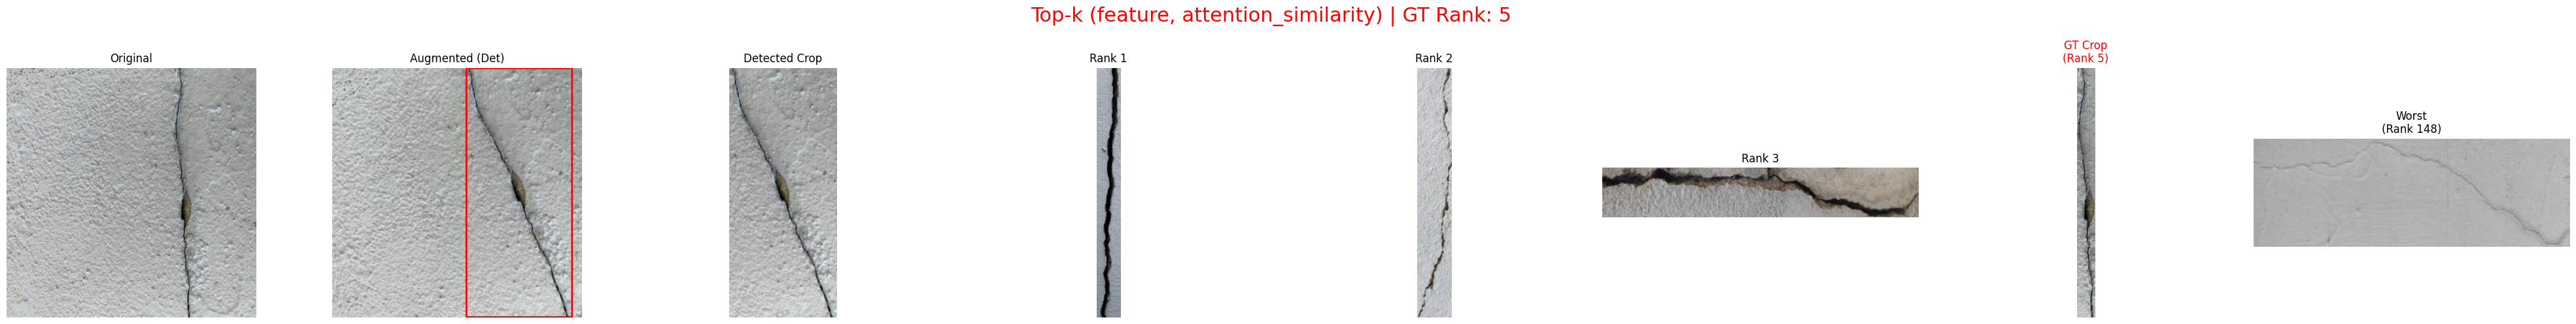 Top-k (feature, attention_similarity) | GT Rank: 5
Original
Augmented (Det)
Detected Crop
Rank 1
Rank 2
Rank 3
GT Crop
(Rank 5)
Worst
(Rank 148)